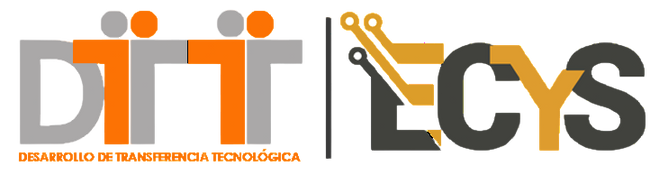 DTT
DESARROLLO DE TRANSFERENCIA TECNOLÓGICA
ECYS